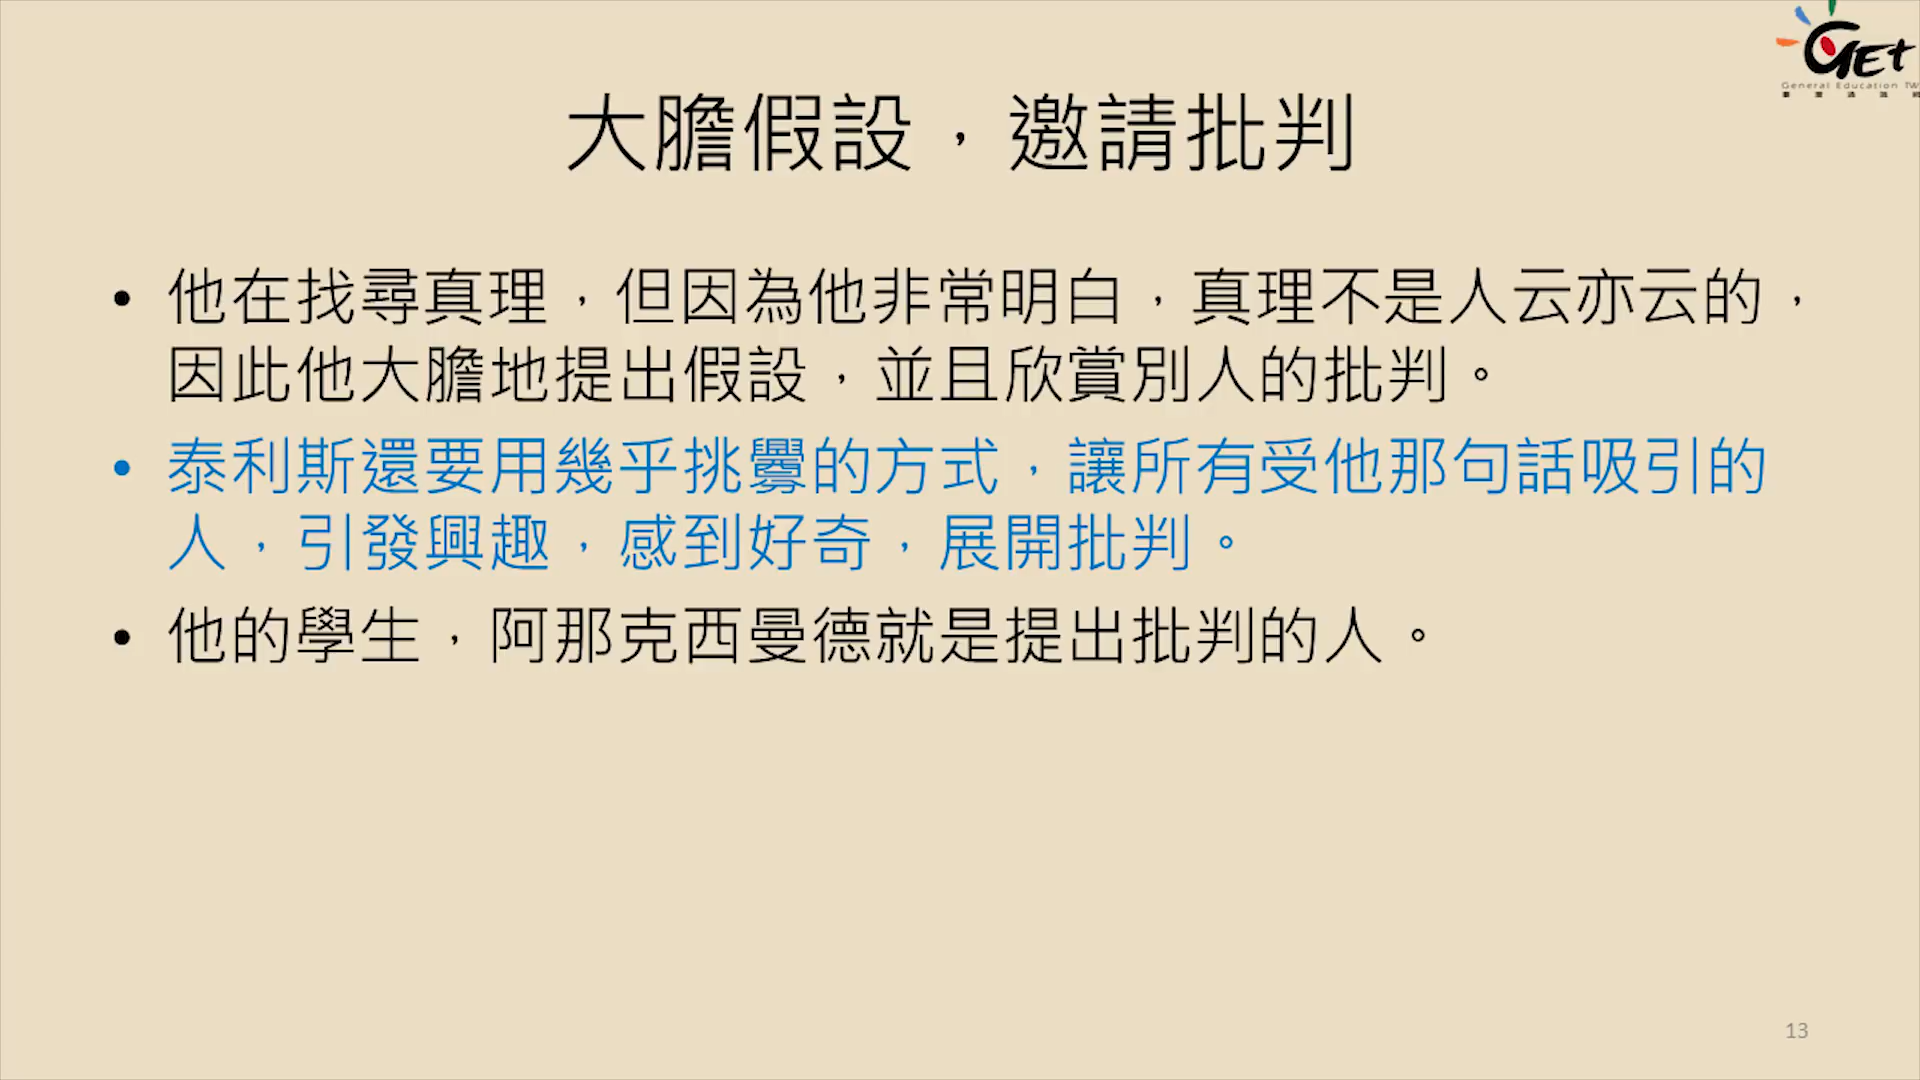 GEt
General Education TW
大膽假設，邀請批判
• 他在找尋真理，但因為他非常明白，真理不是人云亦云的，
因此他大膽地提出假設，並且欣賞別人的批判。
• 泰利斯還要用幾乎挑釁的方式，讓所有受他那句話吸引的
人，引發興趣，感到好奇，展開批判。
• 他的學生，阿那克西曼德就是提出批判的人。
13